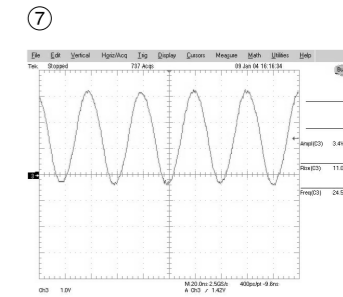 7
File Edit Vertical Horiz/Acq Trig Display Cursors Measure Math Utilities Help
Tek Stopped 737 Acqs 09 Jan 04 16:16:34
Ampl(C3) 3.4
Rise(C3) 11.0
Freq(C3) 24.5
Ch3 1.0V M 20.0ns 2.5GS/s 400ps/pt -9.6ns
A Ch3 / 1.42V